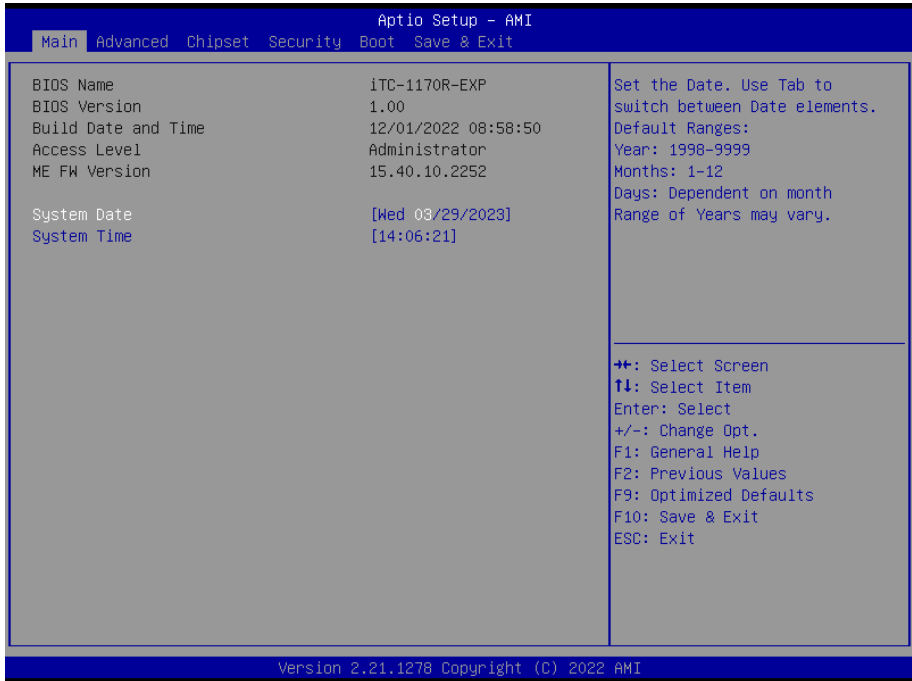 Aptio Setup – AMI
Main Advanced Chipset Security Boot Save & Exit
BIOS Name iTC-1170R-EXP
BIOS Version 1.00
Build Date and Time 12/01/2022 08:58:50
Access Level Administrator
ME FW Version 15.40.10.2252
System Date [Wed 03/29/2023]
System Time [14:06:21]
Set the Date. Use Tab to
switch between Date elements.
Default Ranges:
Year: 1998-9999
Months: 1-12
Days: Dependent on month
Range of Years may vary.
→←: Select Screen
↑↓: Select Item
Enter: Select
+/-: Change Opt.
F1: General Help
F2: Previous Values
F9: Optimized Defaults
F10: Save & Exit
ESC: Exit
Version 2.21.1278 Copyright (C) 2022 AMI